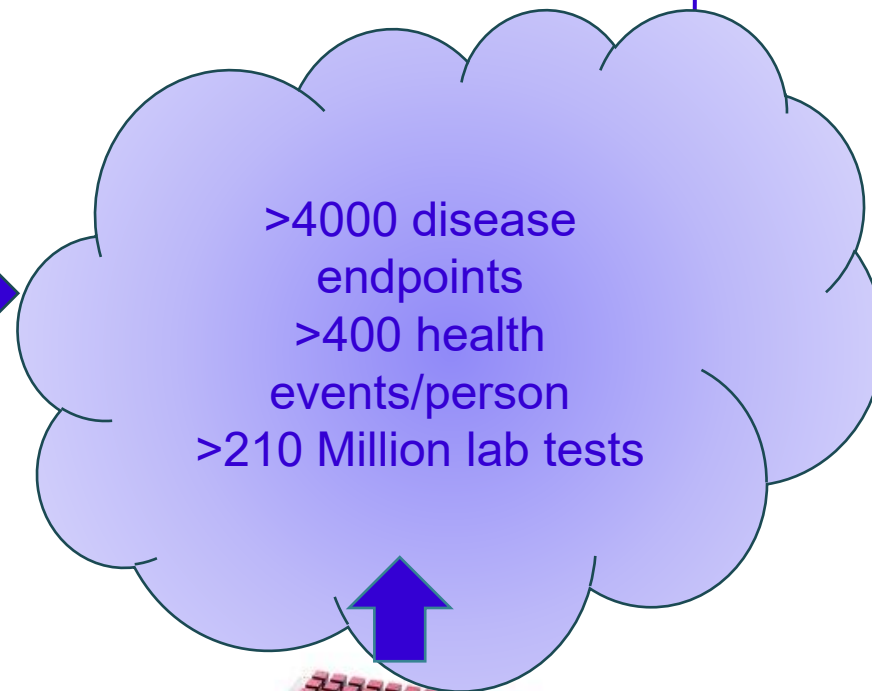 >4000 disease
endpoints
>400 health
events/person
>210 Million lab tests